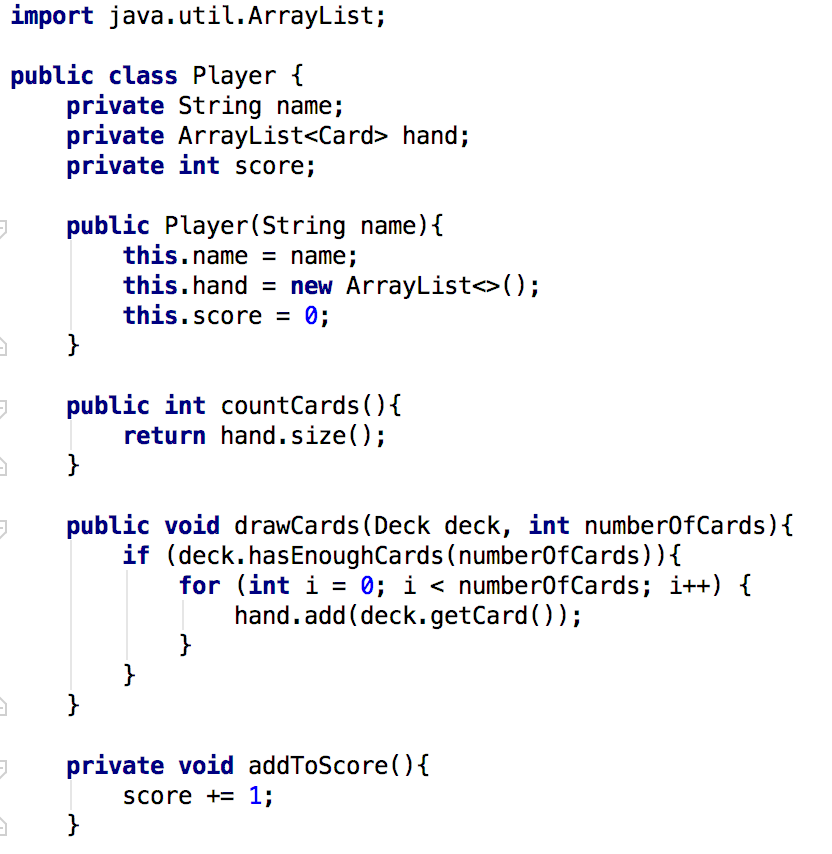 import java.util.ArrayList;
public class Player {
    private String name;
    private ArrayList<Card> hand;
    private int score;
    public Player(String name){
        this.name = name;
        this.hand = new ArrayList<>();
        this.score = 0;
    }
    public int countCards(){
        return hand.size();
    }
    public void drawCards(Deck deck, int numberOfCards){
        if (deck.hasEnoughCards(numberOfCards)){
            for (int i = 0; i < numberOfCards; i++) {
                hand.add(deck.getCard());
            }
        }
    }
    private void addToScore(){
        score += 1;
    }